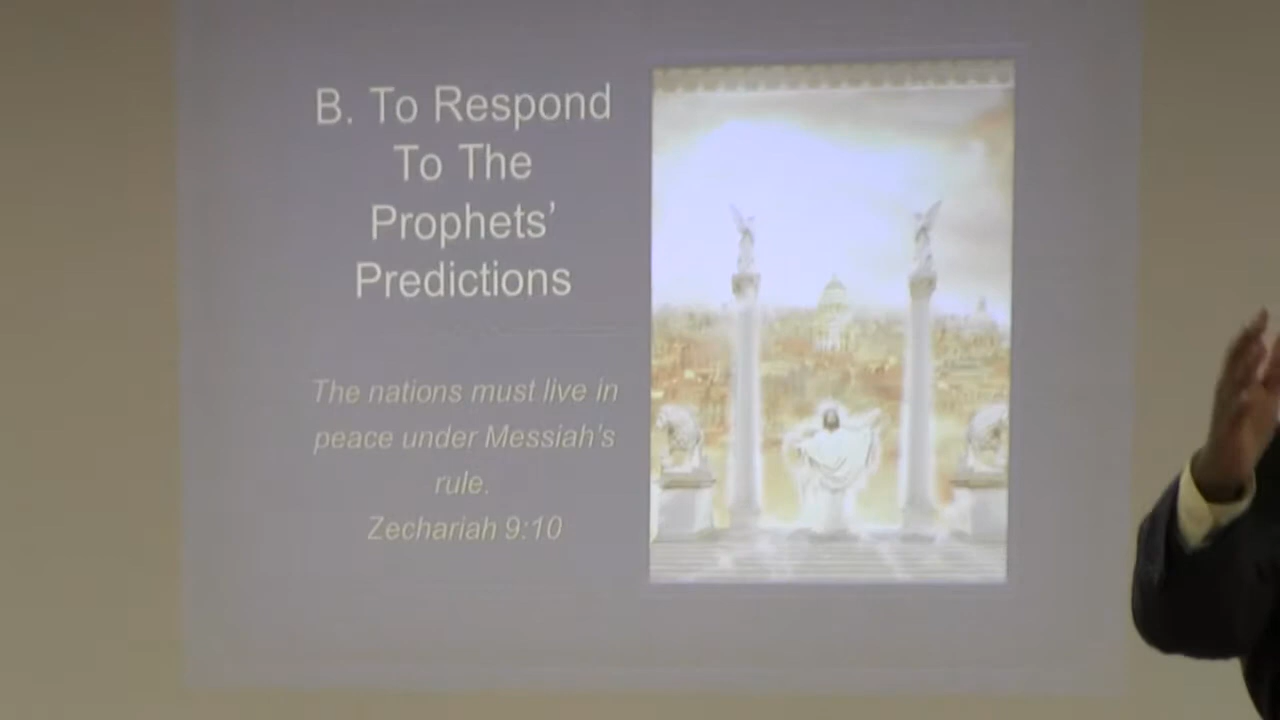 B. To Respond
To The
Prophets’
Predictions
The nations must live in
peace under Messiah's
rule.
Zechariah 9:10